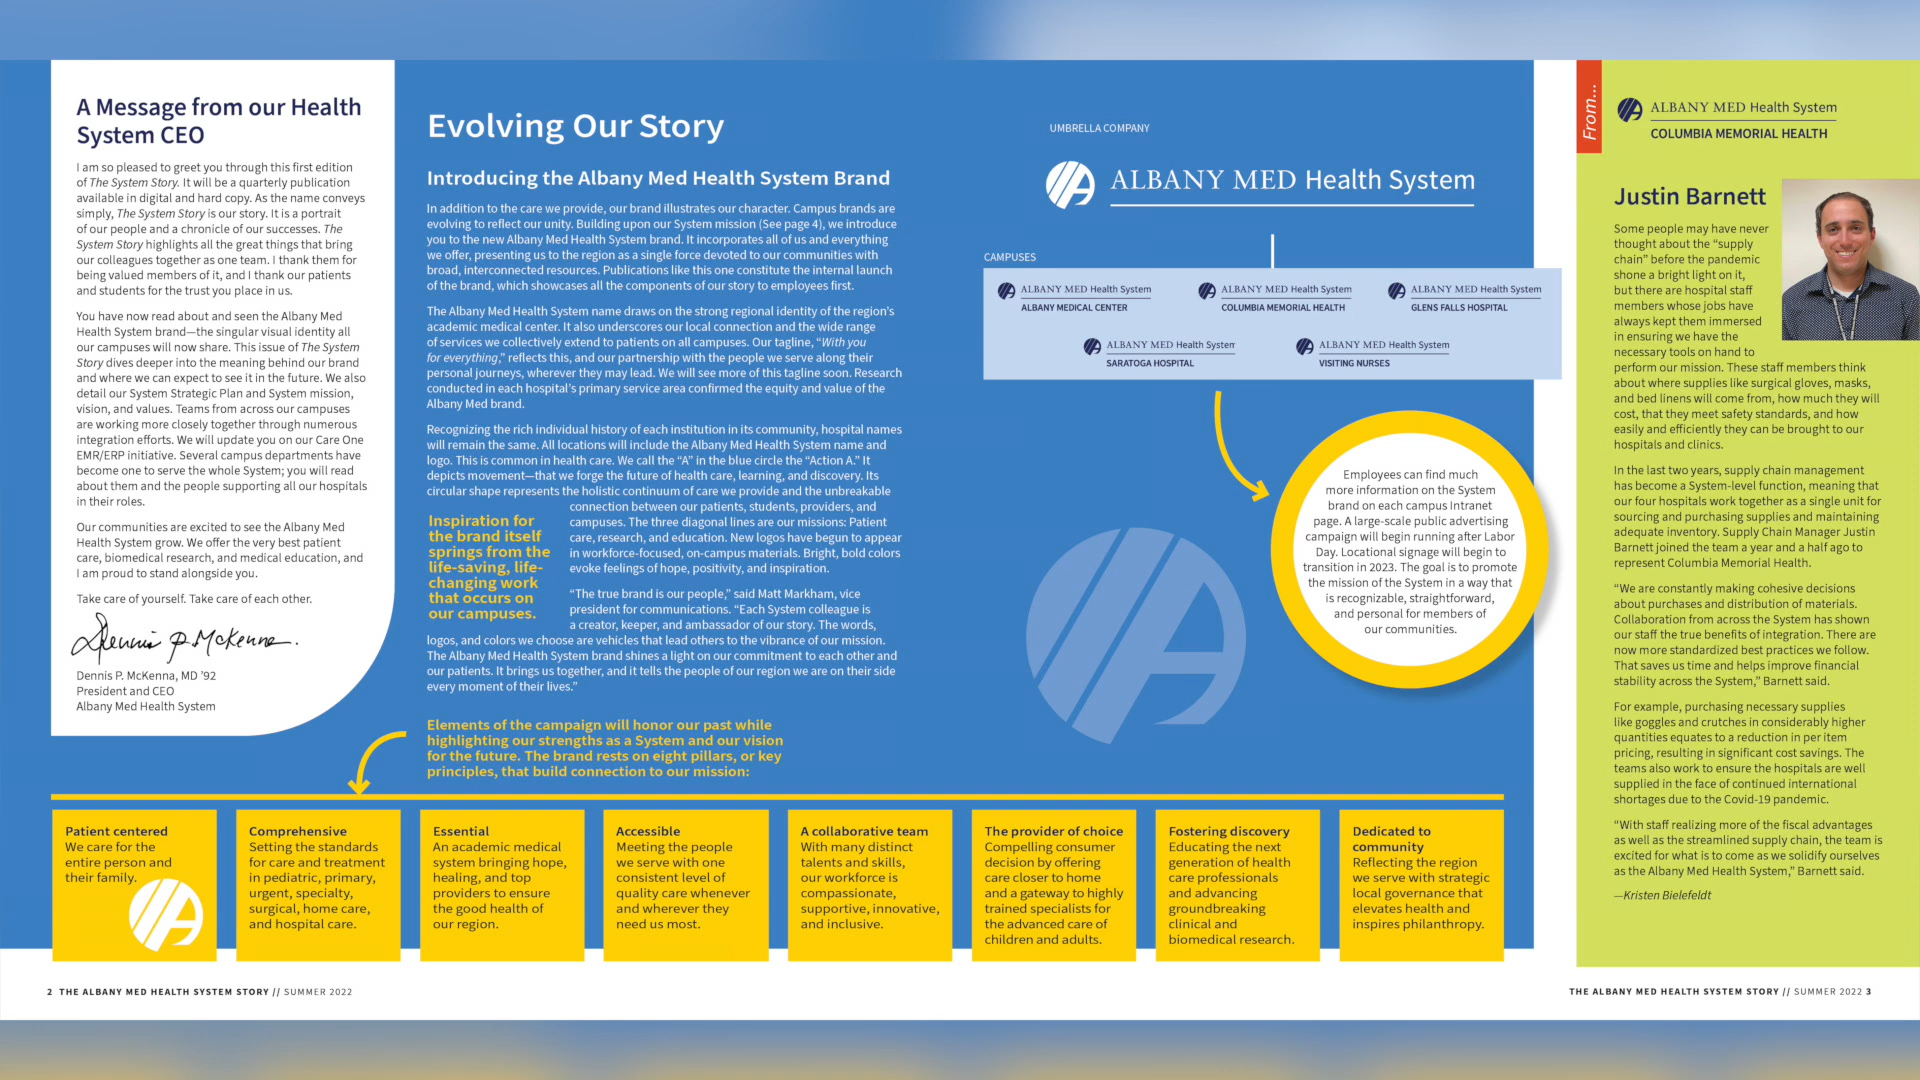 A Message from our Health
System CEO
I am so pleased to greet you through this first edition
of The System Story. It will be a quarterly publication
available in digital and hard copy. As the name conveys
simply, The System Story is our story. It is a portrait
of our people and a chronicle of our successes. The
System Story highlights all the great things that bring
our colleagues together as one team. I thank them for
being valued members of it, and I thank our patients
and students for the trust you place in us.
You have now read about and seen the Albany Med
Health System brand—the singular visual identity all
our campuses will now share. This issue of The System
Story dives deeper into the meaning behind our brand
and where we can expect to see it in the future. We also
detail our System Strategic Plan and System mission,
vision, and values. Teams from across our campuses
are working more closely together through numerous
integration efforts. We will update you on our Care One
EMR/ERP initiative. Several campus departments have
become one to serve the whole System; you will read
about them and the people supporting all our hospitals
in their roles.
Our communities are excited to see the Albany Med
Health System grow. We offer the very best patient
care, biomedical research, and medical education, and
I am proud to stand alongside you.
Take care of yourself. Take care of each other.
Dennis P. McKenna.
Dennis P. McKenna, MD ’92
President and CEO
Albany Med Health System
Evolving Our Story
Introducing the Albany Med Health System Brand
In addition to the care we provide, our brand illustrates our character. Campus brands are
evolving to reflect our unity. Building upon our System mission (See page 4), we introduce
you to the new Albany Med Health System brand. It incorporates all of us and everything
we offer, presenting us to the region as a single force devoted to our communities with
broad, interconnected resources. Publications like this one constitute the internal launch
of the brand, which showcases all the components of our story to employees first.
The Albany Med Health System name draws on the strong regional identity of the region’s
academic medical center. It also underscores our local connection and the wide range
of services we collectively extend to patients on all campuses. Our tagline, “With you
for everything,” reflects this, and our partnership with the people we serve along their
personal journeys, wherever they may lead. We will see more of this tagline soon. Research
conducted in each hospital’s primary service area confirmed the equity and value of the
Albany Med brand.
Recognizing the rich individual history of each institution in its community, hospital names
will remain the same. All locations will include the Albany Med Health System name and
logo. This is common in health care. We call the “A” in the blue circle the “Action A.” It
depicts movement—that we forge the future of health care, learning, and discovery. Its
circular shape represents the holistic continuum of care we provide and the unbreakable
connection between our patients, students, providers, and
campuses. The three diagonal lines are our missions: Patient
care, research, and education. New logos have begun to appear
in workforce-focused, on-campus materials. Bright, bold colors
evoke feelings of hope, positivity, and inspiration.
Inspiration for
the brand itself
springs from the
life-saving, life-
changing work
that occurs on
our campuses.
“The true brand is our people,” said Matt Markham, vice
president for communications. “Each System colleague is
a creator, keeper, and ambassador of our story. The words,
logos, and colors we choose are vehicles that lead others to the vibrance of our mission.
The Albany Med Health System brand shines a light on our commitment to each other and
our patients. It brings us together, and it tells the people of our region we are on their side
every moment of their lives.”
Elements of the campaign will honor our past while
highlighting our strengths as a System and our vision
for the future. The brand rests on eight pillars, or key
principles, that build connection to our mission:
UMBRELLA COMPANY
ALBANY MED Health System
CAMPUSES
ALBANY MED Health System
ALBANY MEDICAL CENTER
ALBANY MED Health System
COLUMBIA MEMORIAL HEALTH
ALBANY MED Health System
GLENS FALLS HOSPITAL
ALBANY MED Health System
SARATOGA HOSPITAL
ALBANY MED Health System
VISITING NURSES
Employees can find much
more information on the System
brand on each campus Intranet
page. A large-scale public advertising
campaign will begin running after Labor
Day. Locational signage will begin to
transition in 2023. The goal is to promote
the mission of the System in a way that
is recognizable, straightforward,
and personal for members of
our communities.
Patient centered
We care for the
entire person and
their family.
Comprehensive
Setting the standards
for care and treatment
in pediatric, primary,
urgent, specialty,
surgical, home care,
and hospital care.
Essential
An academic medical
system bringing hope,
healing, and top
providers to ensure
the good health of
our region.
Accessible
Meeting the people
we serve with one
consistent level of
quality care whenever
and wherever they
need us most.
A collaborative team
With many distinct
talents and skills,
our workforce is
compassionate,
supportive, innovative,
and inclusive.
The provider of choice
Compelling consumer
decision by offering
care closer to home
and a gateway to highly
trained specialists for
the advanced care of
children and adults.
Fostering discovery
Educating the next
generation of health
care professionals
and advancing
groundbreaking
clinical and
biomedical research.
Dedicated to
community
Reflecting the region
we serve with strategic
local governance that
elevates health and
inspires philanthropy.
From...
ALBANY MED Health System
COLUMBIA MEMORIAL HEALTH
Justin Barnett
Some people may have never
thought about the “supply
chain” before the pandemic
shone a bright light on it,
but there are hospital staff
members whose jobs have
always kept them immersed
in ensuring we have the
necessary tools on hand to
perform our mission. These staff members think
about where supplies like surgical gloves, masks,
and bed linens will come from, how much they will
cost, that they meet safety standards, and how
easily and efficiently they can be brought to our
hospitals and clinics.
In the last two years, supply chain management
has become a System-level function, meaning that
our four hospitals work together as a single unit for
sourcing and purchasing supplies and maintaining
adequate inventory. Supply Chain Manager Justin
Barnett joined the team a year and a half ago to
represent Columbia Memorial Health.
“We are constantly making cohesive decisions
about purchases and distribution of materials.
Collaboration from across the System has shown
our staff the true benefits of integration. There are
now more standardized best practices we follow.
That saves us time and helps improve financial
stability across the System,” Barnett said.
For example, purchasing necessary supplies
like goggles and crutches in considerably higher
quantities equates to a reduction in per item
pricing, resulting in significant cost savings. The
teams also work to ensure the hospitals are well
supplied in the face of continued international
shortages due to the Covid-19 pandemic.
“With staff realizing more of the fiscal advantages
as well as the streamlined supply chain, the team is
excited for what is to come as we solidify ourselves
as the Albany Med Health System,” Barnett said.
—Kristen Bielefeldt
2 THE ALBANY MED HEALTH SYSTEM STORY // SUMMER 2022
THE ALBANY MED HEALTH SYSTEM STORY // SUMMER 2022 3